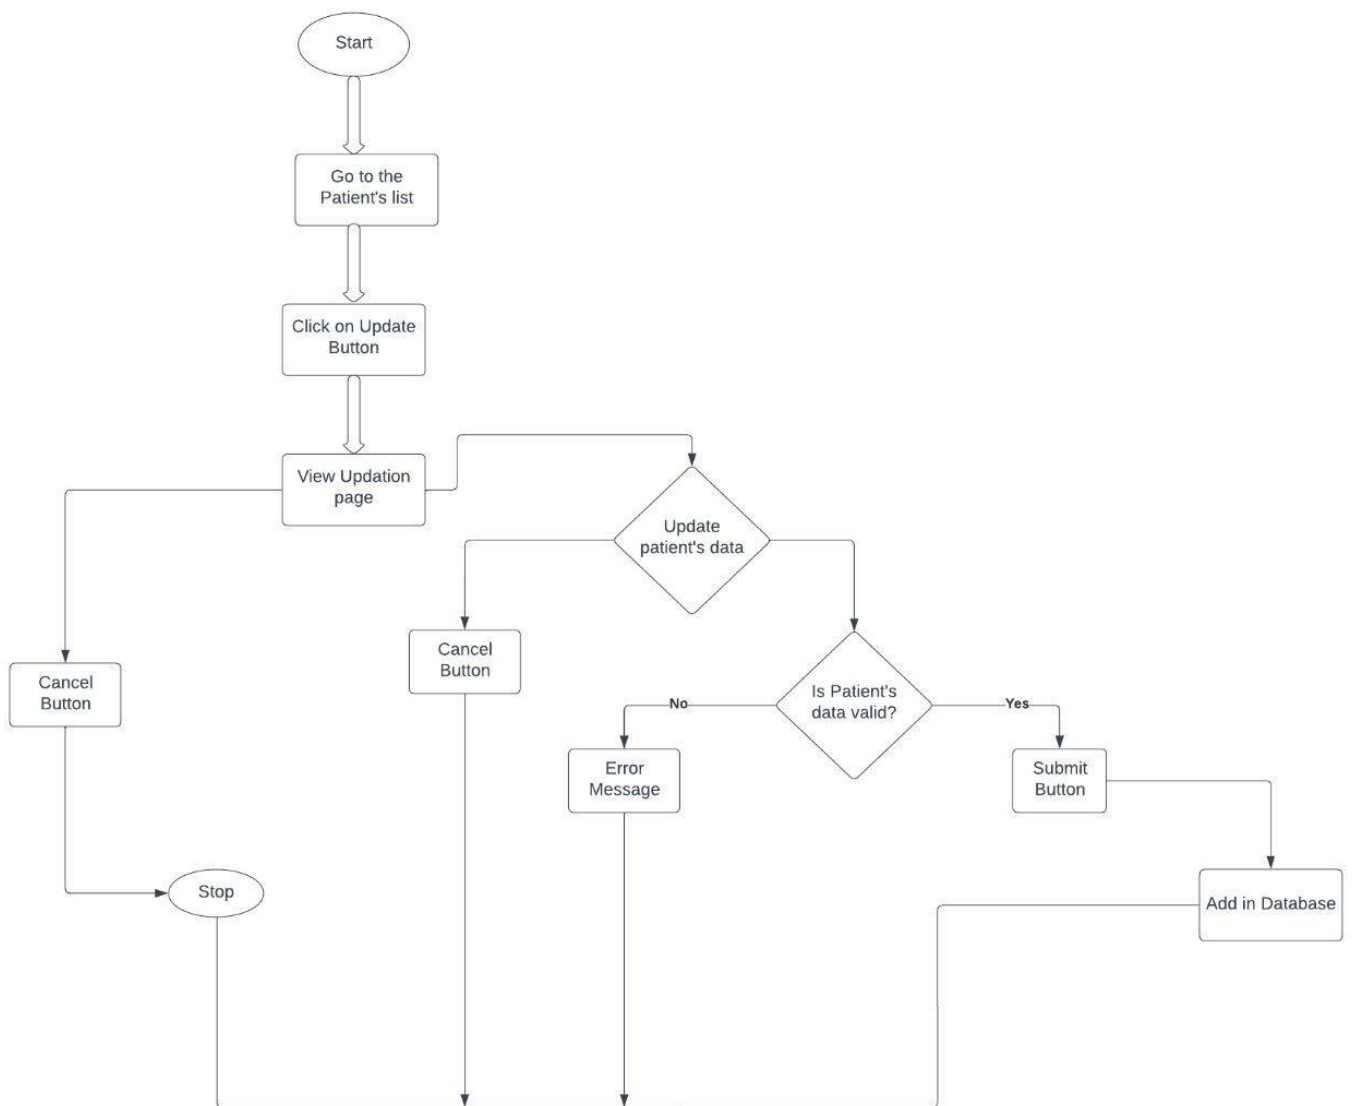 Start
Go to the
Patient's list
Click on Update
Button
View Updation
page
Update
patient's data
Cancel
Button
Cancel
Button
Is Patient's
data valid?
No
Yes
Error
Message
Submit
Button
Stop
Add in Database